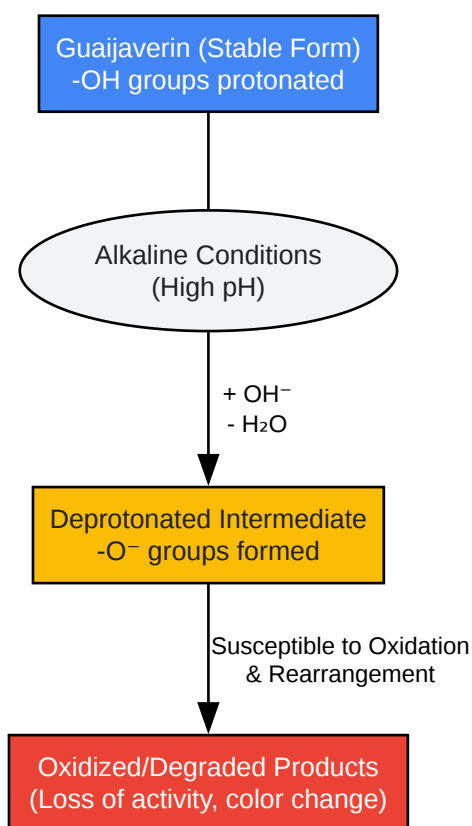 Guaijaverin (Stable Form)
-OH groups protonated
Alkaline Conditions
(High pH)
+ OH⁻
- H₂O
Deprotonated Intermediate
-O⁻ groups formed
Susceptible to Oxidation
& Rearrangement
Oxidized/Degraded Products
(Loss of activity, color change)